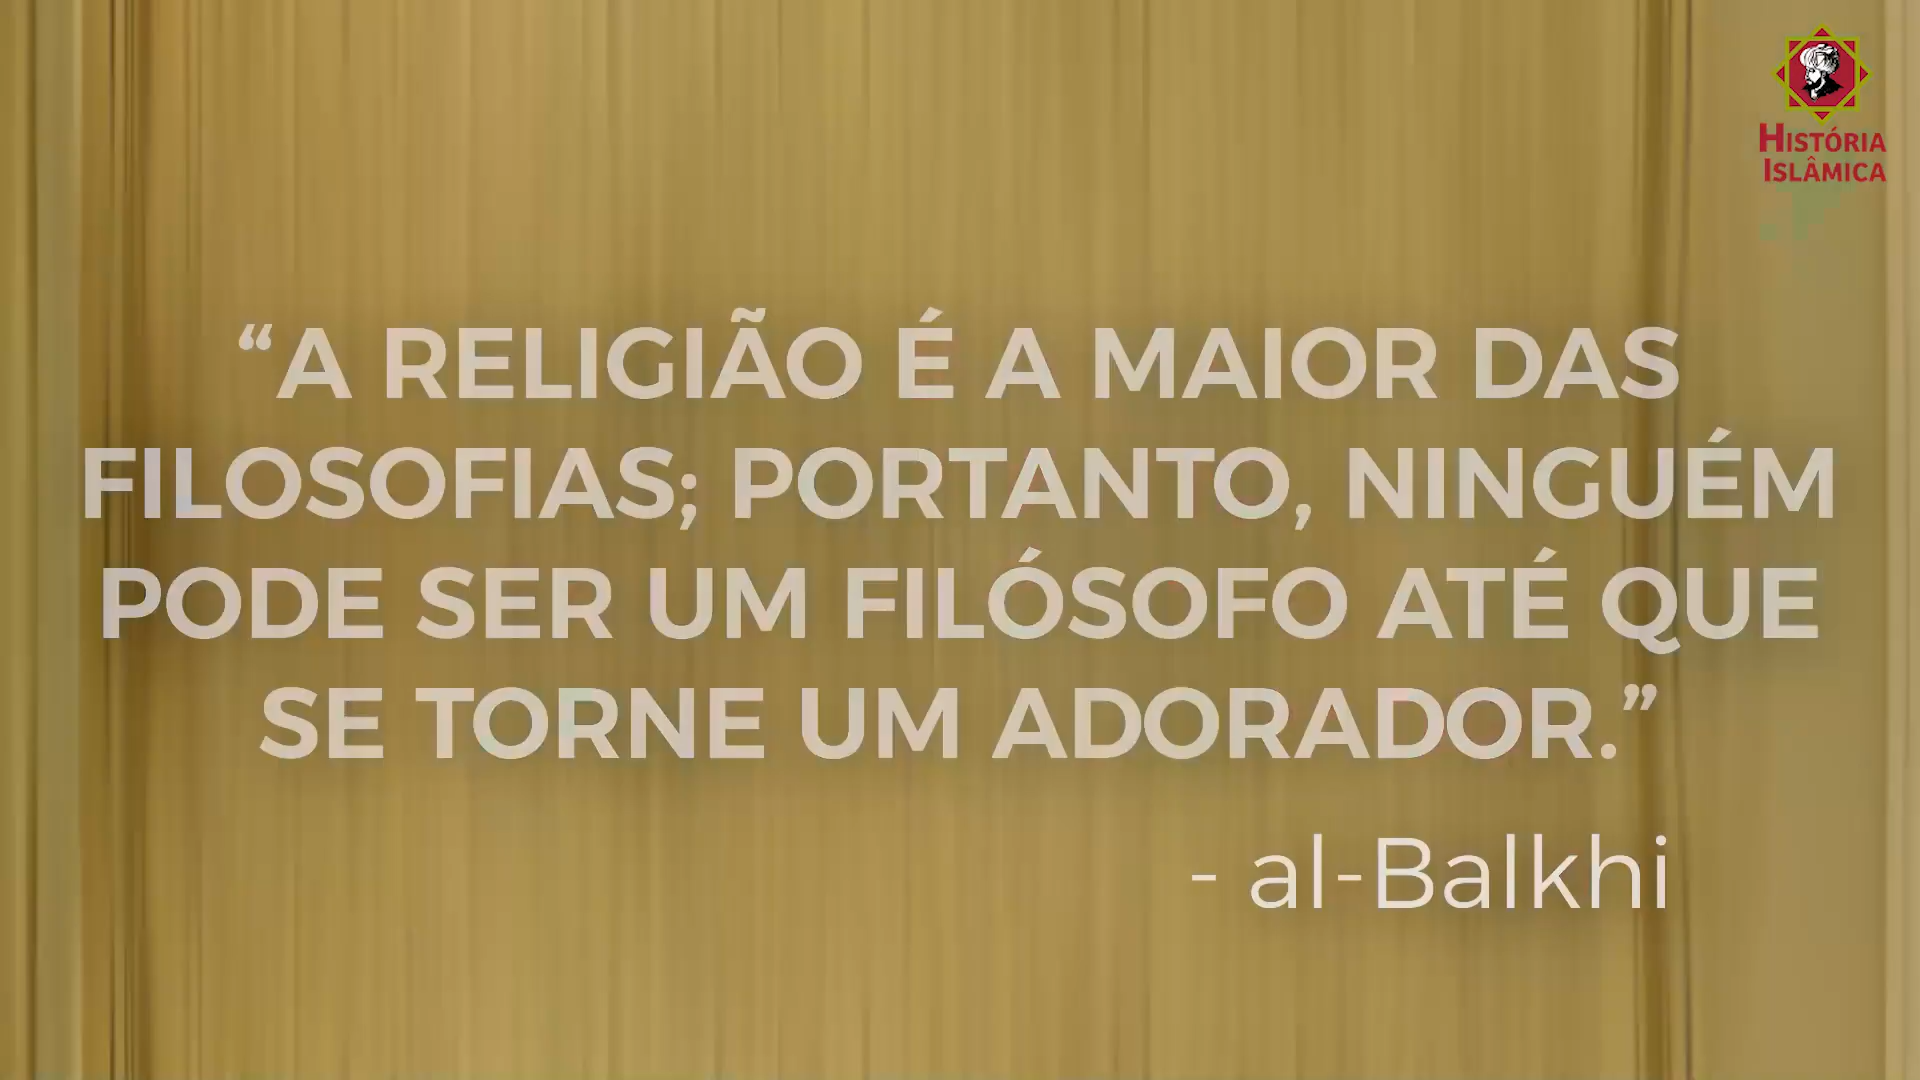 HISTÓRIA
ISLÂMICA
“A RELIGIÃO É A MAIOR DAS
FILOSOFIAS; PORTANTO, NINGUÉM
PODE SER UM FILÓSOFO ATÉ QUE
SE TORNE UM ADORADOR.”
- al-Balkhi